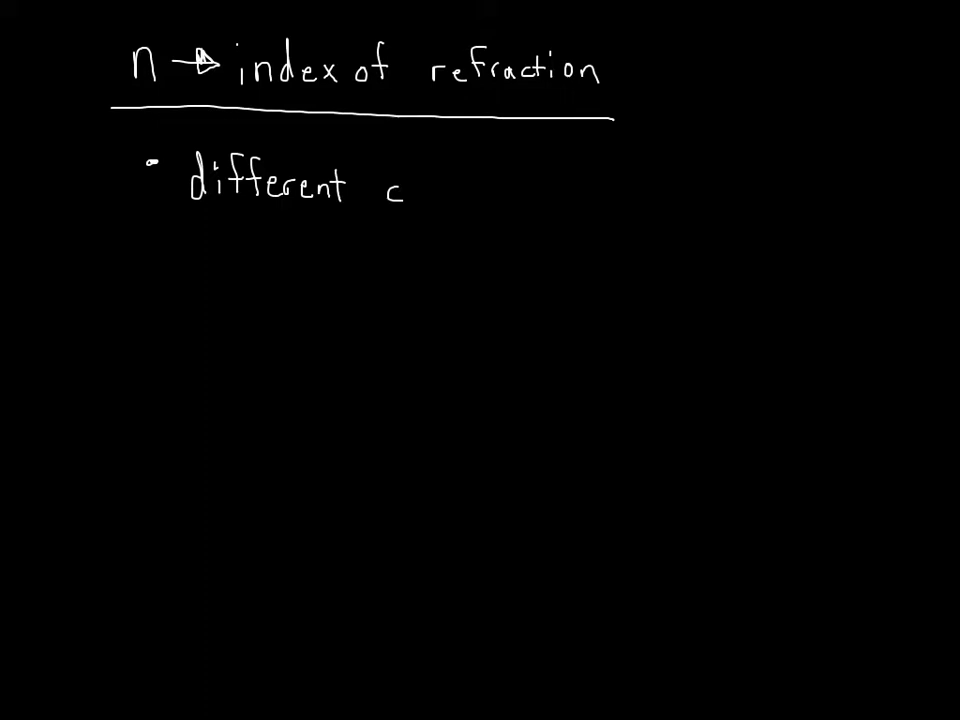 n → index of refraction
• different c